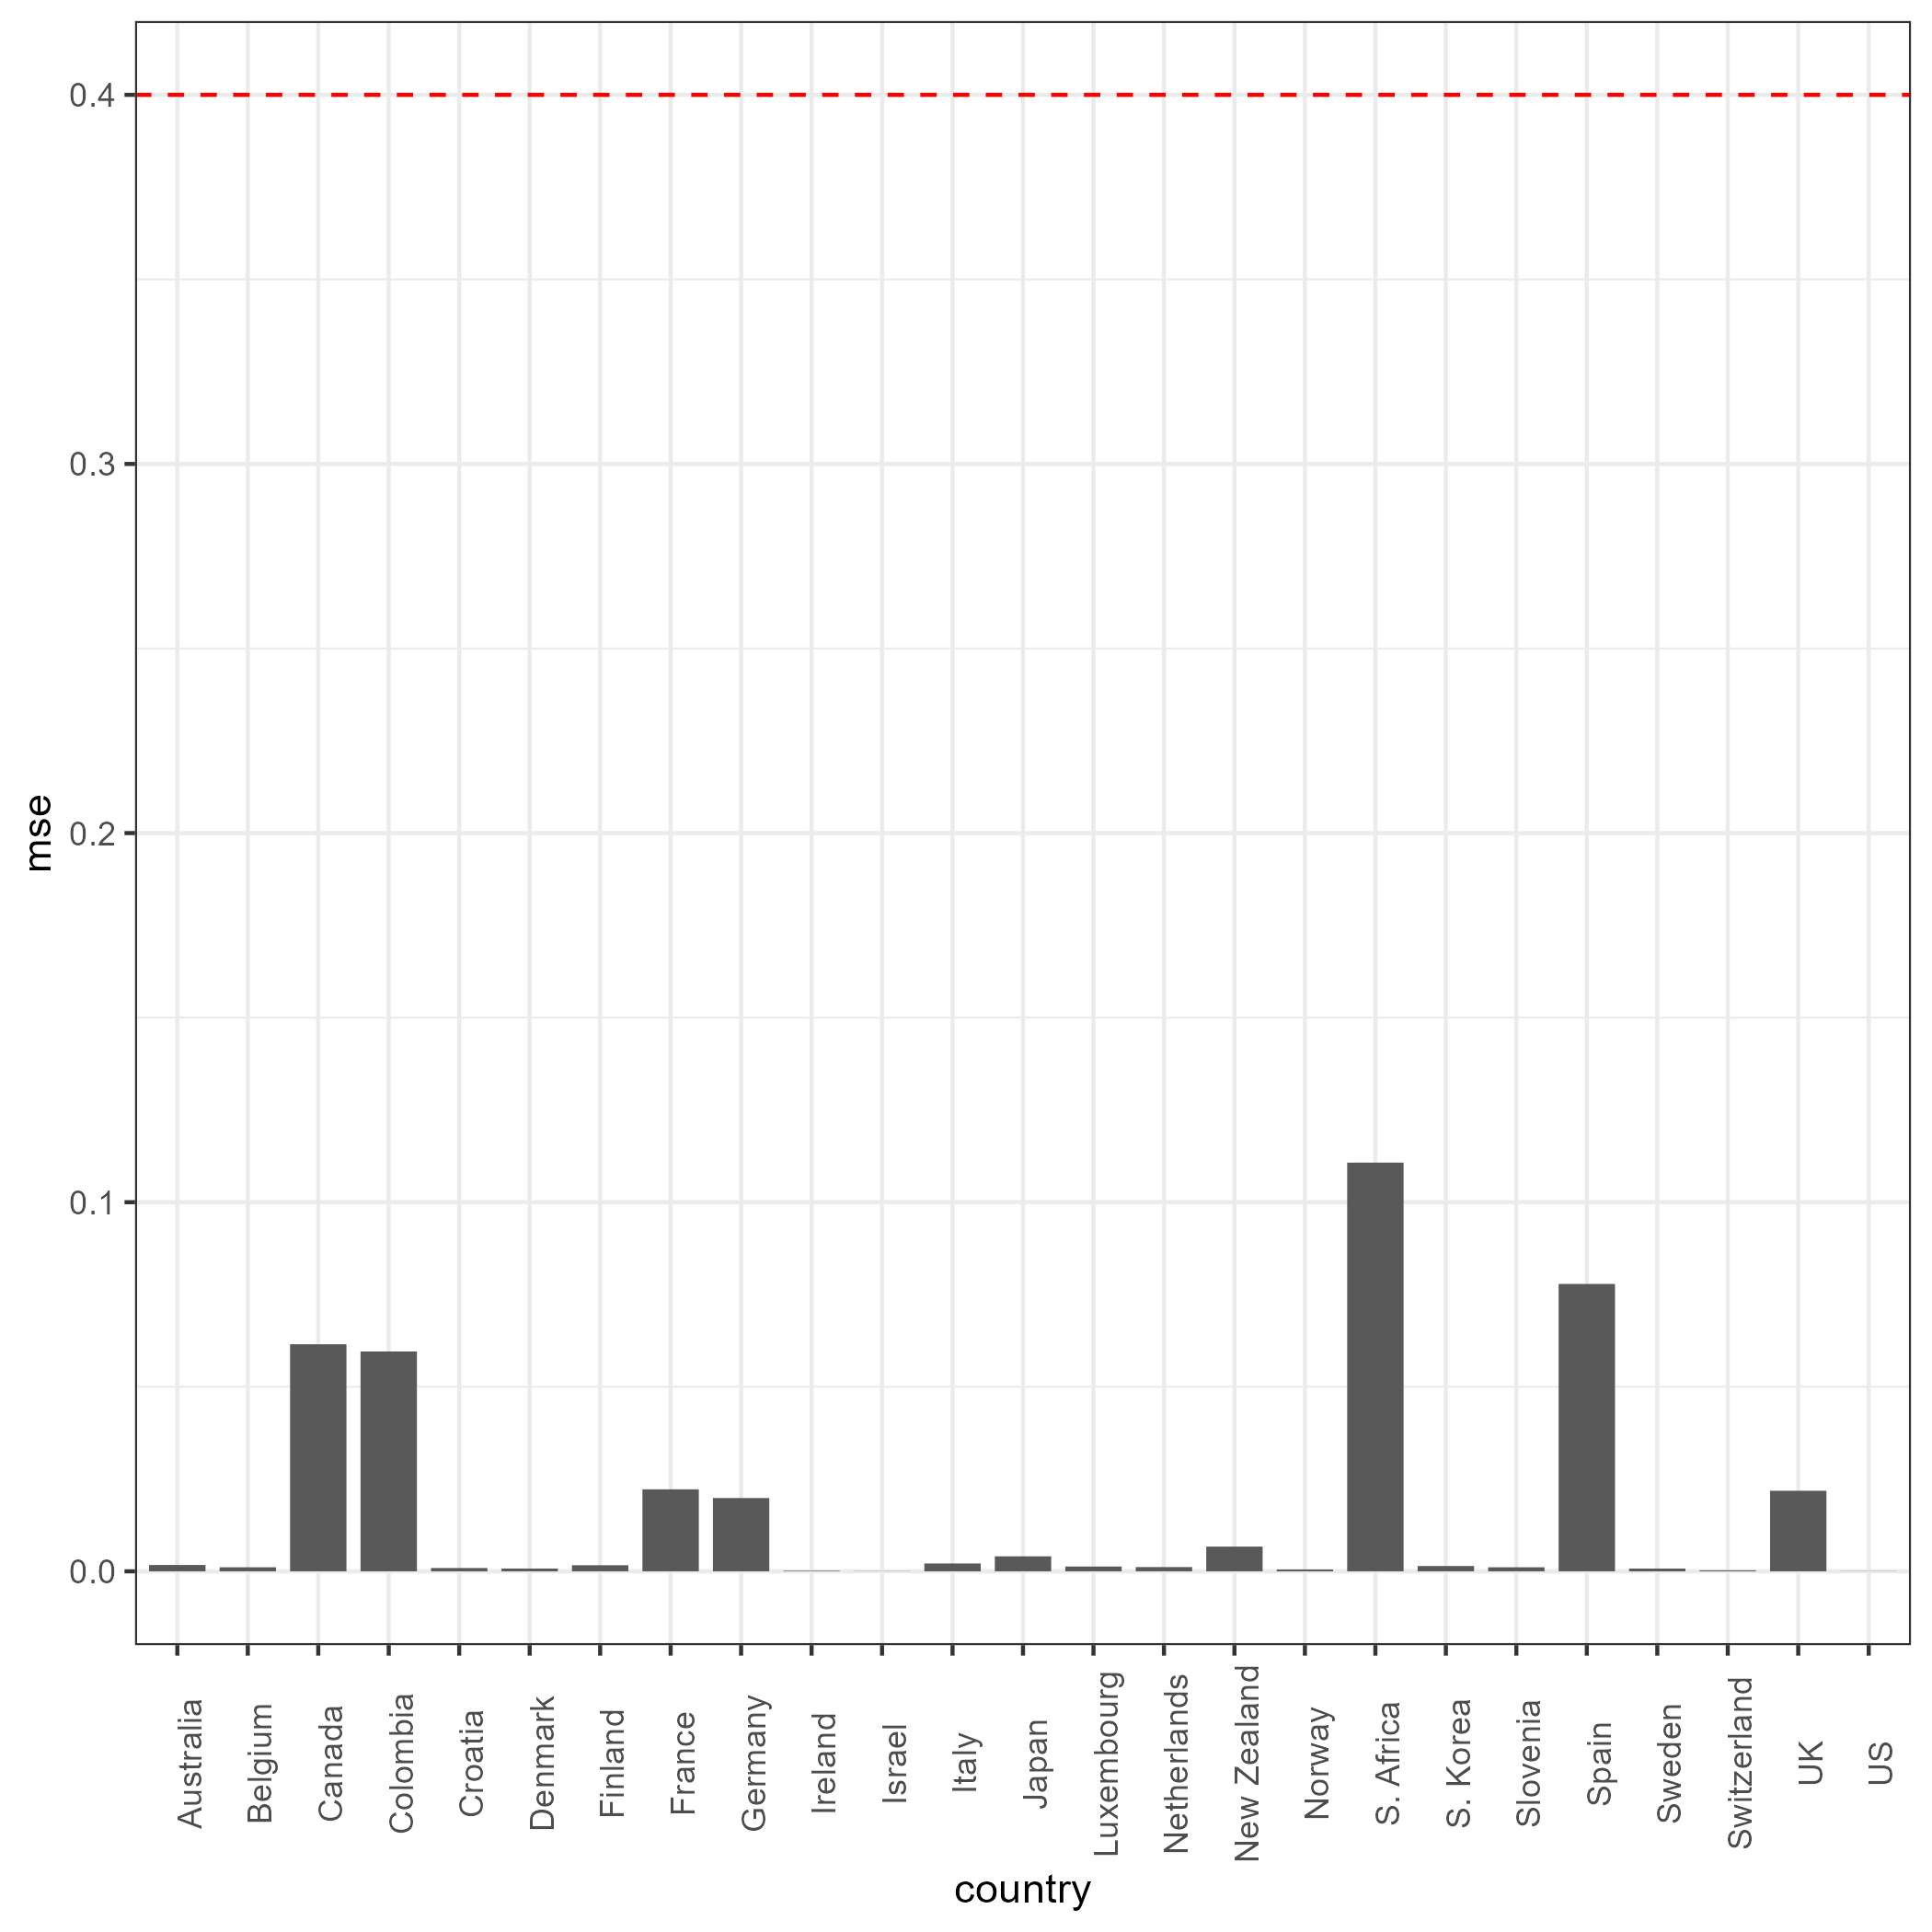 mse
0.4
0.3
0.2
0.1
0.0
Australia
Belgium
Canada
Colombia
Croatia
Denmark
Finland
France
Germany
Ireland
Israel
Italy
Japan
Luxembourg
Netherlands
New Zealand
Norway
S. Africa
S. Korea
Slovenia
Spain
Sweden
Switzerland
UK
US
country